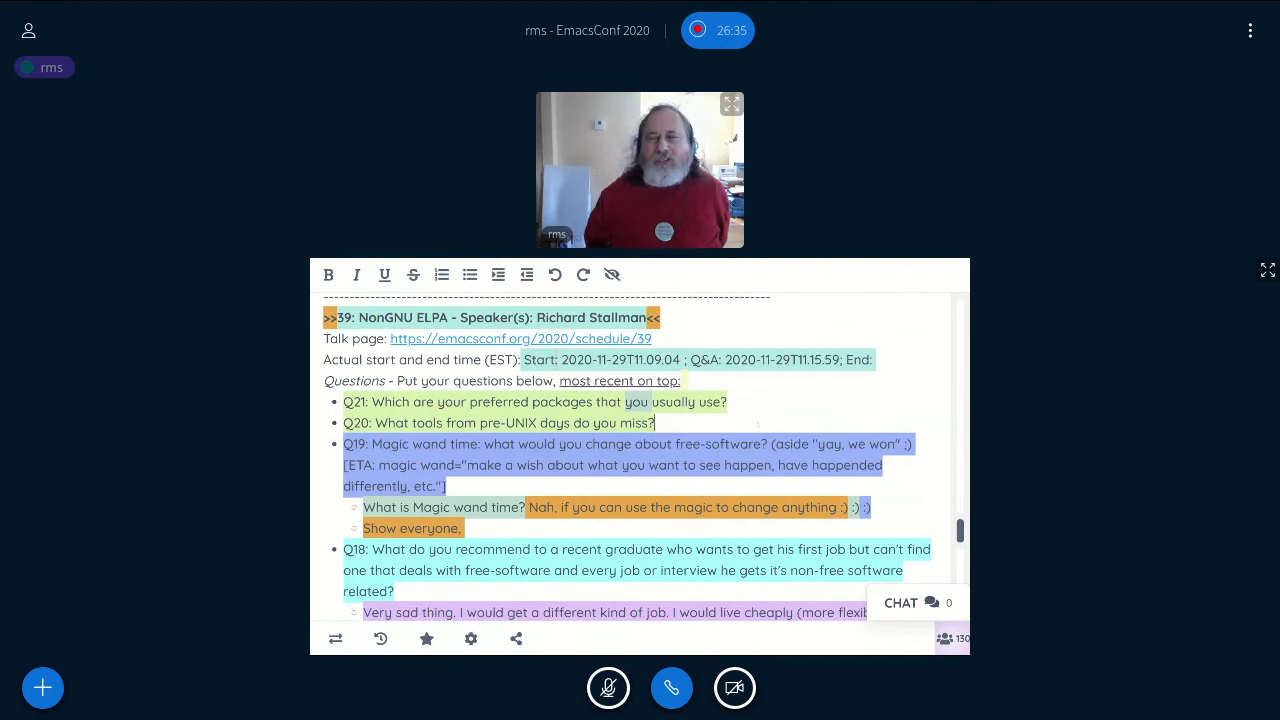 rms - EmacsConf 2020
26:35
rms
rms
B I U S
--------------------------------------------------------------------------------------
>>39: NonGNU ELPA - Speaker(s): Richard Stallman<<
Talk page: https://emacsconf.org/2020/schedule/39
Actual start and end time (EST): Start: 2020-11-29T11.09.04 ; Q&A: 2020-11-29T11.15.59; End:
Questions - Put your questions below, most recent on top:
• Q21: Which are your preferred packages that you usually use?
• Q20: What tools from pre-UNIX days do you miss?
• Q19: Magic wand time: what would you change about free-software? (aside "yay, we won" ;)
[ETA: magic wand="make a wish about what you want to see happen, have happended
differently, etc."]
○ What is Magic wand time? Nah, if you can use the magic to change anything :) :) :)
○ Show everyone,
• Q18: What do you recommend to a recent graduate who wants to get his first job but can't find
one that deals with free-software and every job or interview he gets it's non-free software
related?
○ Very sad thing. I would get a different kind of job. I would live cheaply (more
CHAT 0
130